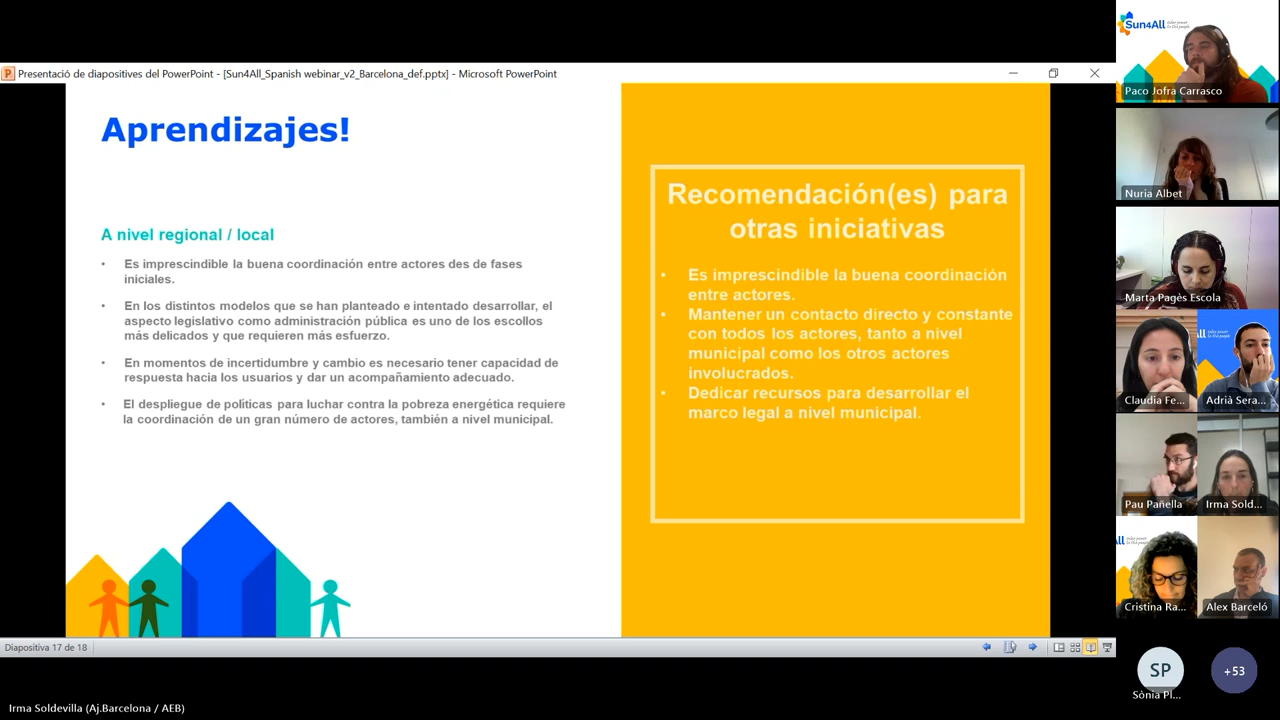 Presentació de diapositives del PowerPoint - [Sun4All_Spanish webinar_v2_Barcelona_def.pptx] - Microsoft PowerPoint
Aprendizajes!
A nivel regional / local
• Es imprescindible la buena coordinación entre actores des de fases
iniciales.
• En los distintos modelos que se han planteado e intentado desarrollar, el
aspecto legislativo como administración pública es uno de los escollos
más delicados y que requieren más esfuerzo.
• En momentos de incertidumbre y cambio es necesario tener capacidad de
respuesta hacia los usuarios y dar un acompañamiento adecuado.
• El despliegue de políticas para luchar contra la pobreza energética requiere
la coordinación de un gran número de actores, también a nivel municipal.
Recomendación(es) para
otras iniciativas
• Es imprescindible la buena coordinación
entre actores.
• Mantener un contacto directo y constante
con todos los actores, tanto a nivel
municipal como los otros actores
involucrados.
• Dedicar recursos para desarrollar el
marco legal a nivel municipal.
Diapositiva 17 de 18
Irma Soldevilla (Aj.Barcelona / AEB)
Sun4All
Paco Jofra Carrasco
Nuria Albet
Marta Pagès Escola
Claudia Fe...
Adrià Sera...
Pau Pañella
Irma Sold...
Cristina Ra...
Alex Barceló
SP
Sònia Pl...
+53